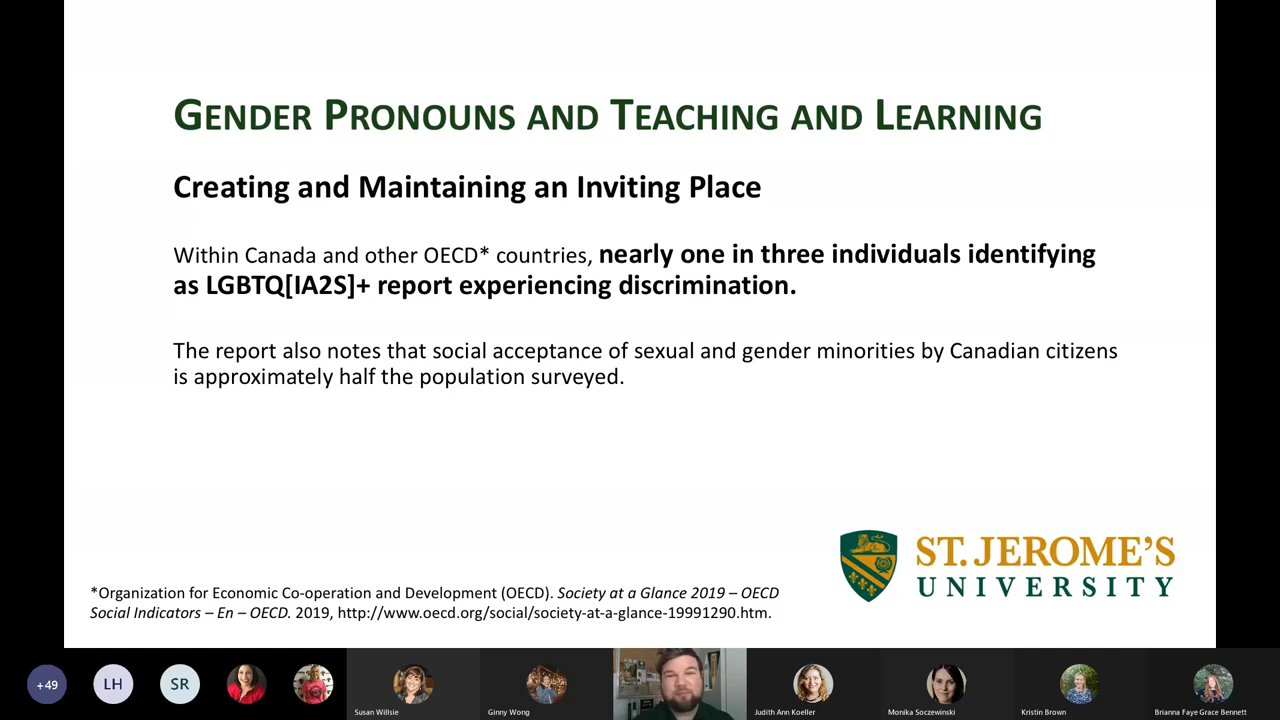 GENDER PRONOUNS AND TEACHING AND LEARNING
Creating and Maintaining an Inviting Place
Within Canada and other OECD* countries, nearly one in three individuals identifying
as LGBTQ[IA2S]+ report experiencing discrimination.
The report also notes that social acceptance of sexual and gender minorities by Canadian citizens
is approximately half the population surveyed.
ST. JEROME'S
UNIVERSITY
*Organization for Economic Co-operation and Development (OECD). Society at a Glance 2019 – OECD
Social Indicators – En – OECD. 2019, http://www.oecd.org/social/society-at-a-glance-19991290.htm.
+49
LH
SR
Susan Willsie
Ginny Wong
Judith Ann Koeller
Monika Soczewinski
Kristin Brown
Brianna Faye Grace Bennett